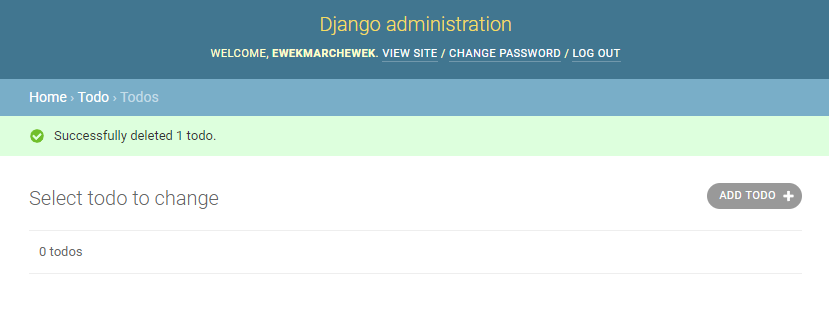 Django administration
WELCOME, EWEKMARCHEWEK. VIEW SITE / CHANGE PASSWORD / LOG OUT
Home › Todo › Todos
Successfully deleted 1 todo.
Select todo to change
ADD TODO
0 todos